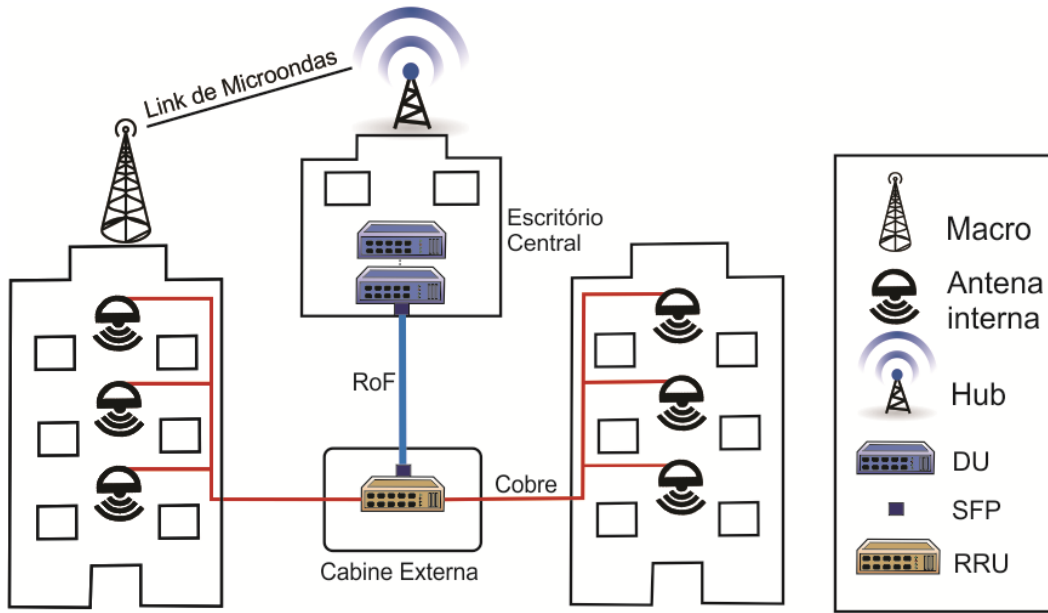 Link de Microondas
Escritório
Central
RoF
Cobre
Cabine Externa
Macro
Antena
interna
Hub
DU
SFP
RRU